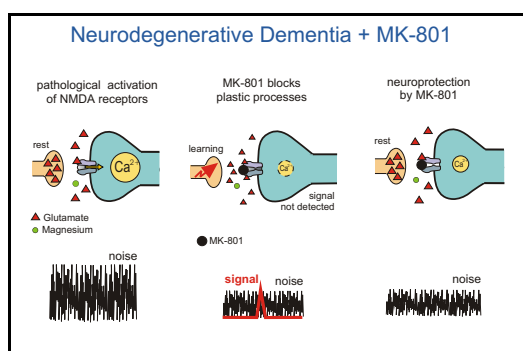 Neurodegenerative Dementia + MK-801
pathological activation
of NMDA receptors
rest
Ca2+
Glutamate
Magnesium
noise
MK-801 blocks
plastic processes
learning
Ca2+
signal
not detected
MK-801
signal
noise
neuroprotection
by MK-801
rest
Ca2+
noise